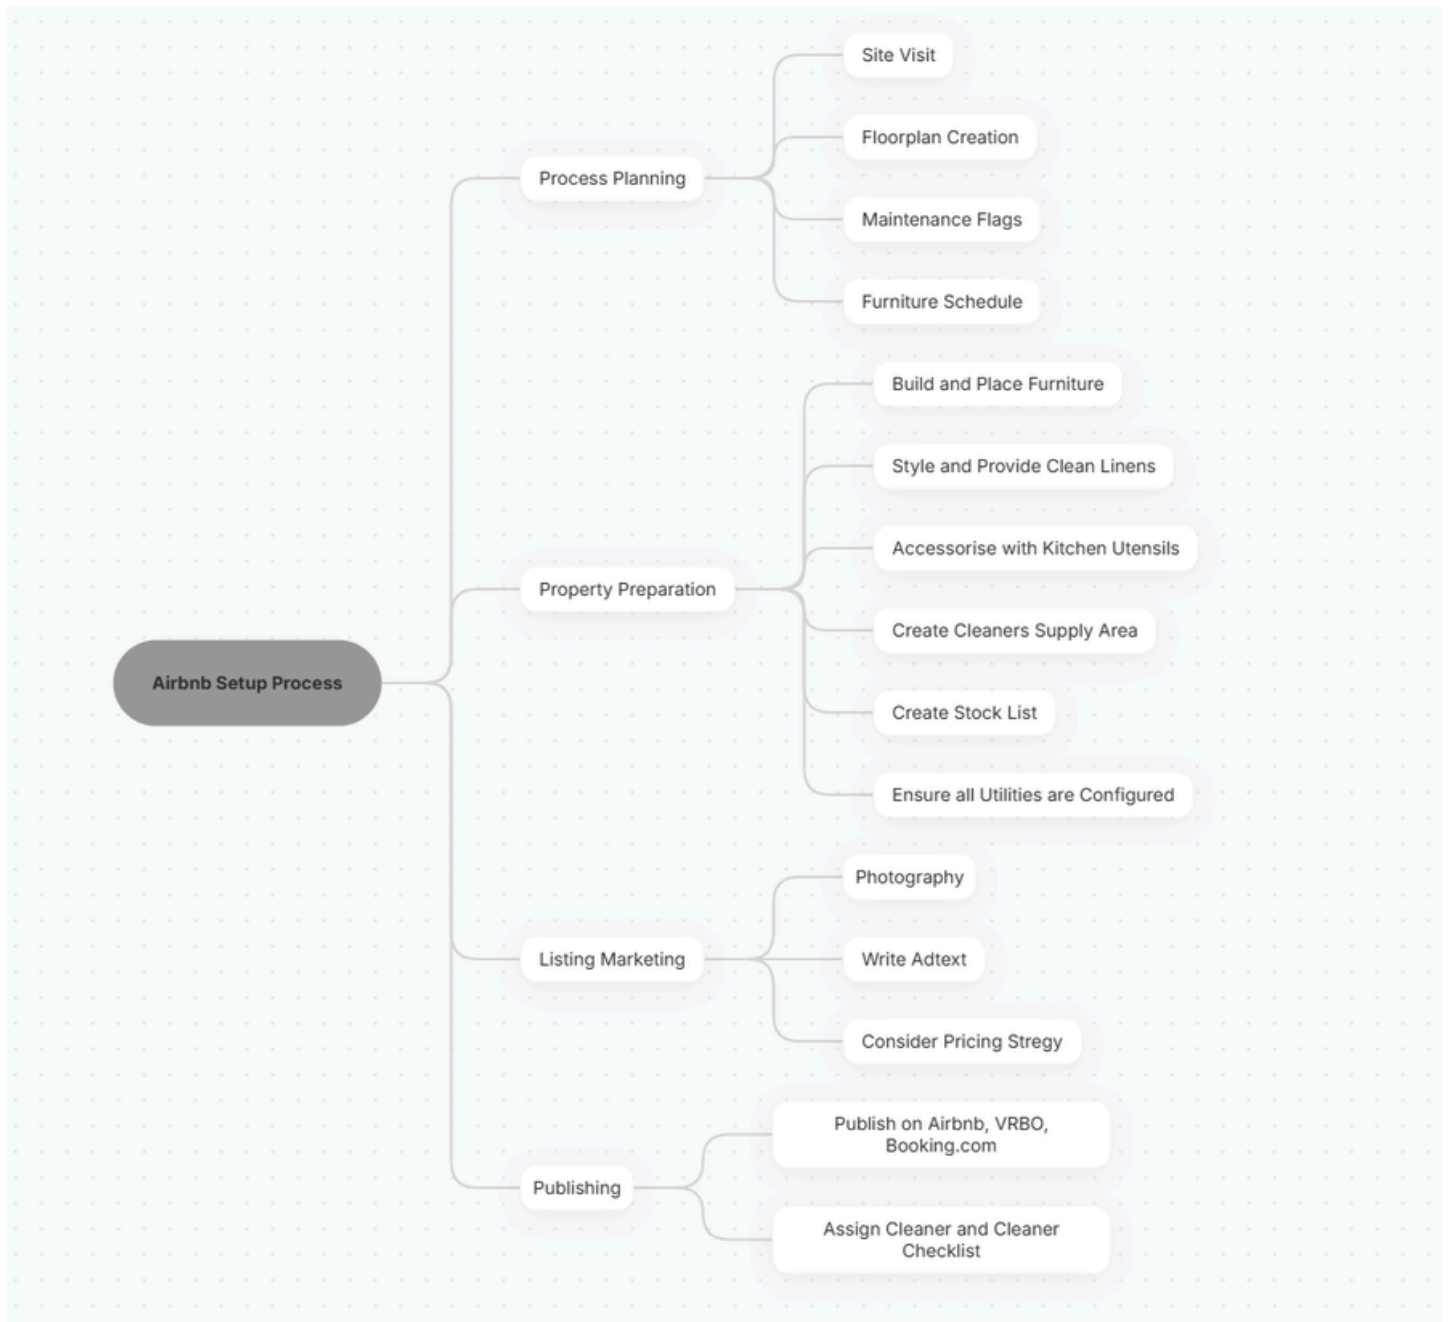 Airbnb Setup Process
Process Planning
Site Visit
Floorplan Creation
Maintenance Flags
Furniture Schedule
Property Preparation
Build and Place Furniture
Style and Provide Clean Linens
Accessorise with Kitchen Utensils
Create Cleaners Supply Area
Create Stock List
Ensure all Utilities are Configured
Listing Marketing
Photography
Write Adtext
Consider Pricing Stregy
Publishing
Publish on Airbnb, VRBO,
Booking.com
Assign Cleaner and Cleaner
Checklist